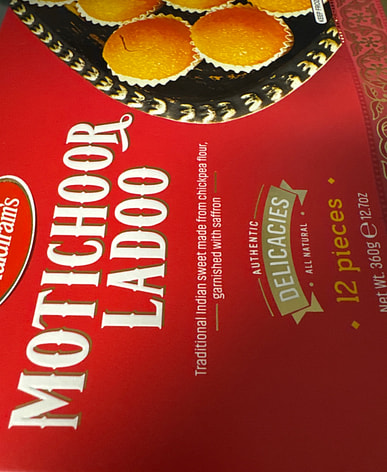 MOTICHOOR
LADOO
Traditional Indian sweet made from chickpea flour,
garnished with saffron
AUTHENTIC
DELICACIES
• ALL NATURAL •
• 12 pieces •
Net Wt. 360g ℮ 12.7oz